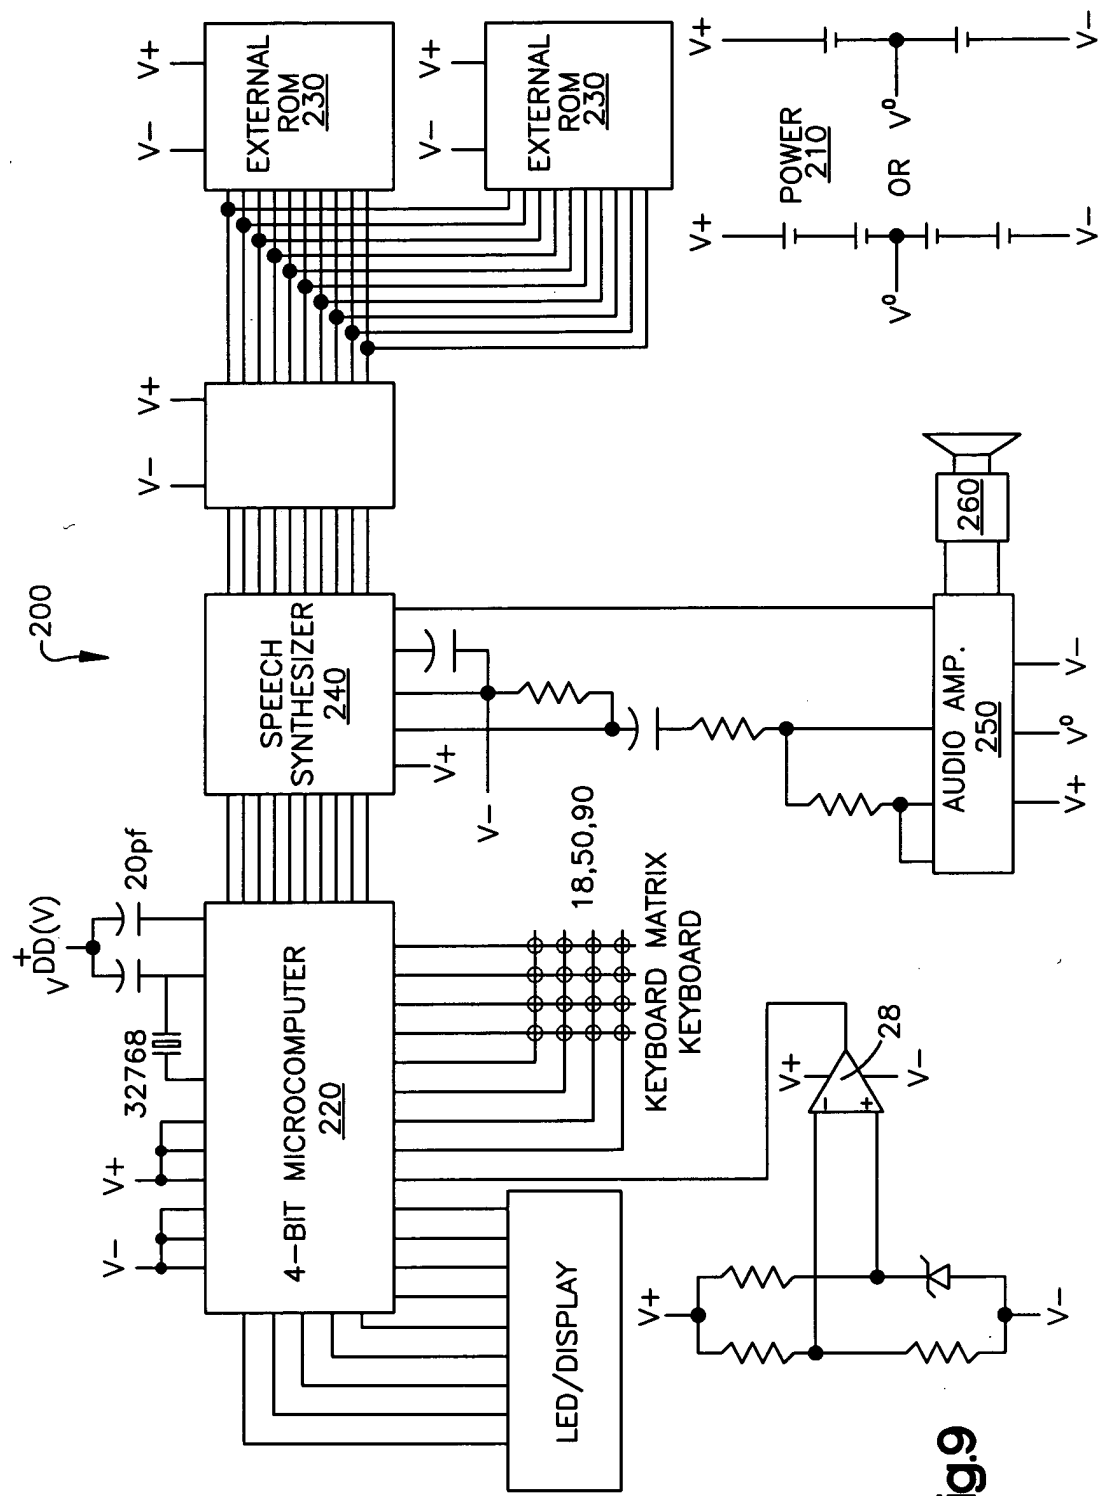 200
V–
V+
V–
V+
+
VDD(V)
32768
20pf
V–
V+
V–
V+
4–BIT MICROCOMPUTER
220
SPEECH
SYNTHESIZER
240
EXTERNAL
ROM
230
EXTERNAL
ROM
230
V–
V+
V–
V+
18,50,90
KEYBOARD MATRIX
KEYBOARD
LED/DISPLAY
V+
V–
V+
V–
–
+
28
AUDIO AMP.
250
V+
V⁰
V–
260
POWER
210
OR
V+
V⁰
V–
V+
V⁰
V–
ig.9